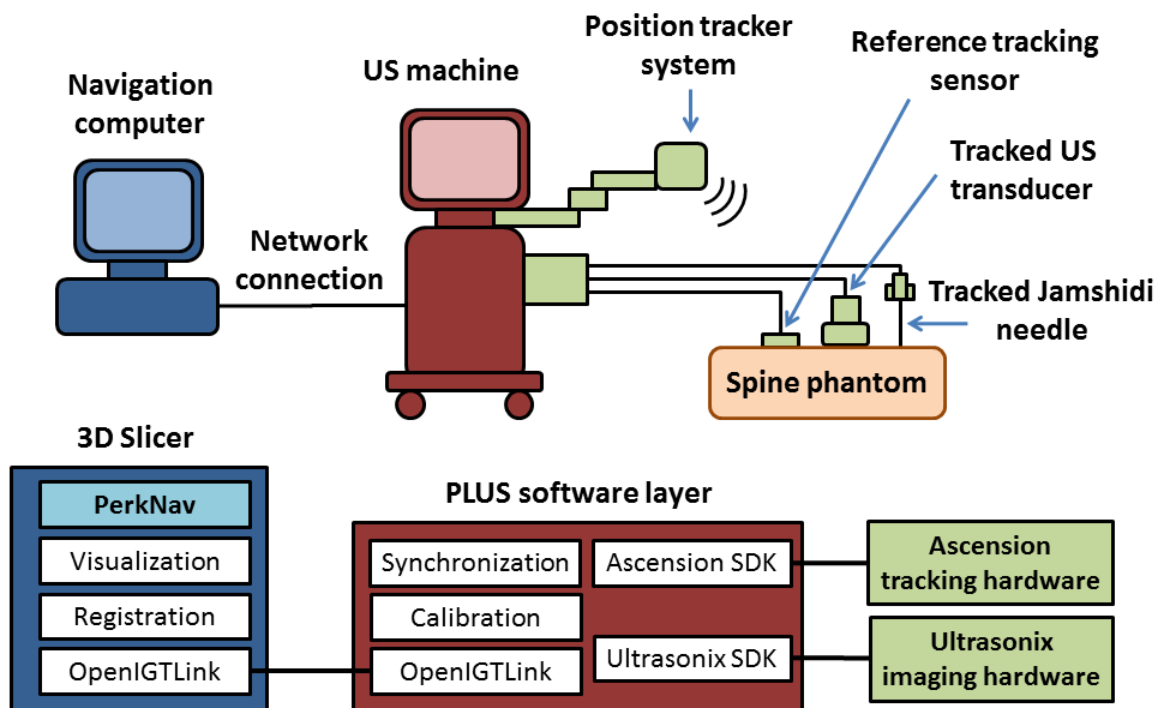 Navigation
computer
US machine
Position tracker
system
Reference tracking
sensor
Tracked US
transducer
Network
connection
Tracked Jamshidi
needle
Spine phantom
3D Slicer
PerkNav
Visualization
Registration
OpenIGTLink
PLUS software layer
Synchronization
Calibration
OpenIGTLink
Ascension SDK
Ultrasonix SDK
Ascension
tracking hardware
Ultrasonix
imaging hardware